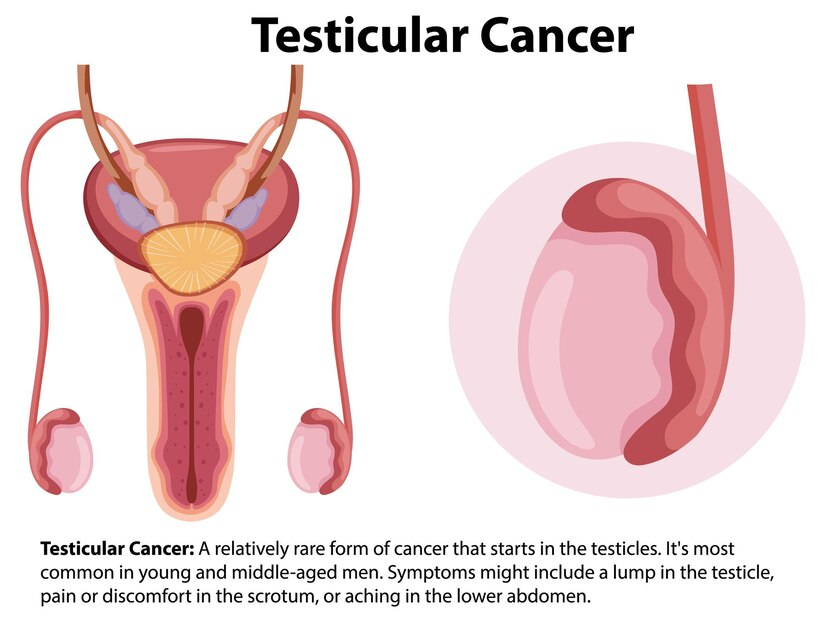 Testicular Cancer
Testicular Cancer: A relatively rare form of cancer that starts in the testicles. It's most
common in young and middle-aged men. Symptoms might include a lump in the testicle,
pain or discomfort in the scrotum, or aching in the lower abdomen.